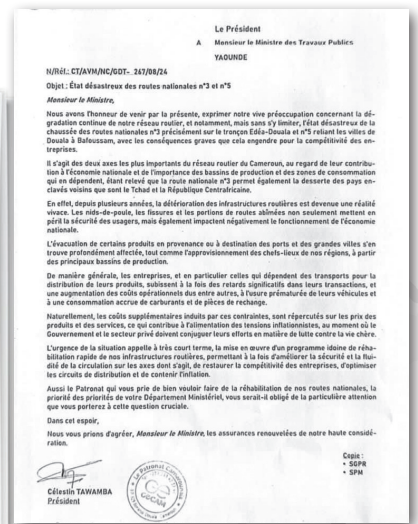 Le Président
A Monsieur le Ministre des Travaux Publics
YAOUNDE
N/Réf.: CT/AVM/NC/GDT-_267/08/24
Objet : État désastreux des routes nationales n°3 et n°5
Monsieur le Ministre,
Nous avons l'honneur de venir par la présente, exprimer notre vive préoccupation concernant la dé-
gradation continue de notre réseau routier, et notamment, mais sans s'y limiter, l'état désastreux de la
chaussée des routes nationales n°3 précisément sur le tronçon Edéa-Douala et n°5 reliant les villes de
Douala à Bafoussam, avec les conséquences graves que cela engendre pour la compétitivité des en-
treprises.
Il s'agit des deux axes les plus importants du réseau routier du Cameroun, au regard de leur contribu-
tion à l'économie nationale et de l'importance des bassins de production et des zones de consommation
qui en dépendent, étant relevé que la route nationale n°3 permet également la desserte des pays en-
clavés voisins que sont le Tchad et la République Centrafricaine.
En effet, depuis plusieurs années, la détérioration des infrastructures routières est devenue une réalité
vivace. Les nids-de-poule, les fissures et les portions de routes abîmées non seulement mettent en
péril la sécurité des usagers, mais également impactent négativement le fonctionnement de l'économie
nationale.
L'évacuation de certains produits en provenance ou à destination des ports et des grandes villes s'en
trouve profondément affectée, tout comme l'approvisionnement des chefs-lieux de nos régions, à partir
des principaux bassins de production.
De manière générale, les entreprises, et en particulier celles qui dépendent des transports pour la
distribution de leurs produits, subissent à la fois des retards significatifs dans leurs transactions, et
une augmentation des coûts opérationnels dus entre autres, à l'usure prématurée de leurs véhicules et
à une consommation accrue de carburants et de pièces de rechange.
Naturellement, les coûts supplémentaires induits par ces contraintes, sont répercutés sur les prix des
produits et des services, ce qui contribue à l'alimentation des tensions inflationnistes, au moment où le
Gouvernement et le secteur privé doivent conjuguer leurs efforts en matière de lutte contre la vie chère.
L'urgence de la situation appelle à très court terme, la mise en œuvre d'un programme idoine de réha-
bilitation rapide de nos infrastructures routières, permettant à la fois d'améliorer la sécurité et la flui-
dité de la circulation sur les axes dont s'agit, de restaurer la compétitivité des entreprises, d'optimiser
les circuits de distribution et de contenir l'inflation.
Aussi le Patronat qui vous prie de bien vouloir faire de la réhabilitation de nos routes nationales, la
priorité des priorités de votre Département Ministériel, vous serait-il obligé de la particulière attention
que vous porterez à cette question cruciale.
Dans cet espoir,
Nous vous prions d'agréer, Monsieur le Ministre, les assurances renouvelées de notre haute considé-
ration.
Copie :
• SGPR
• SPM
Célestin TAWAMBA
Président